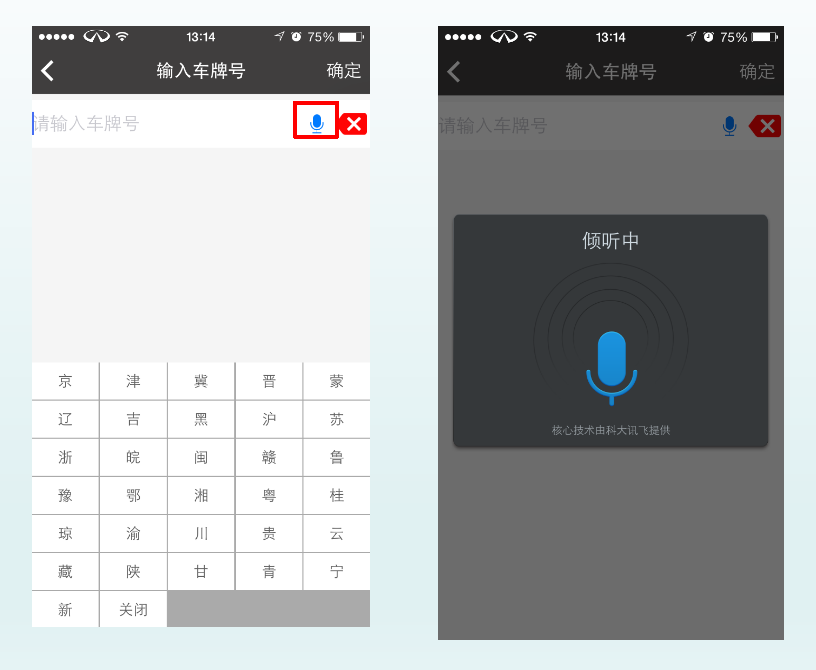 13:14
75%
输入车牌号
确定
请输入车牌号
京 津 冀 晋 蒙
辽 吉 黑 沪 苏
浙 皖 闽 赣 鲁
豫 鄂 湘 粤 桂
琼 渝 川 贵 云
藏 陕 甘 青 宁
新 关闭
13:14
75%
输入车牌号
确定
请输入车牌号
倾听中
核心技术由科大讯飞提供